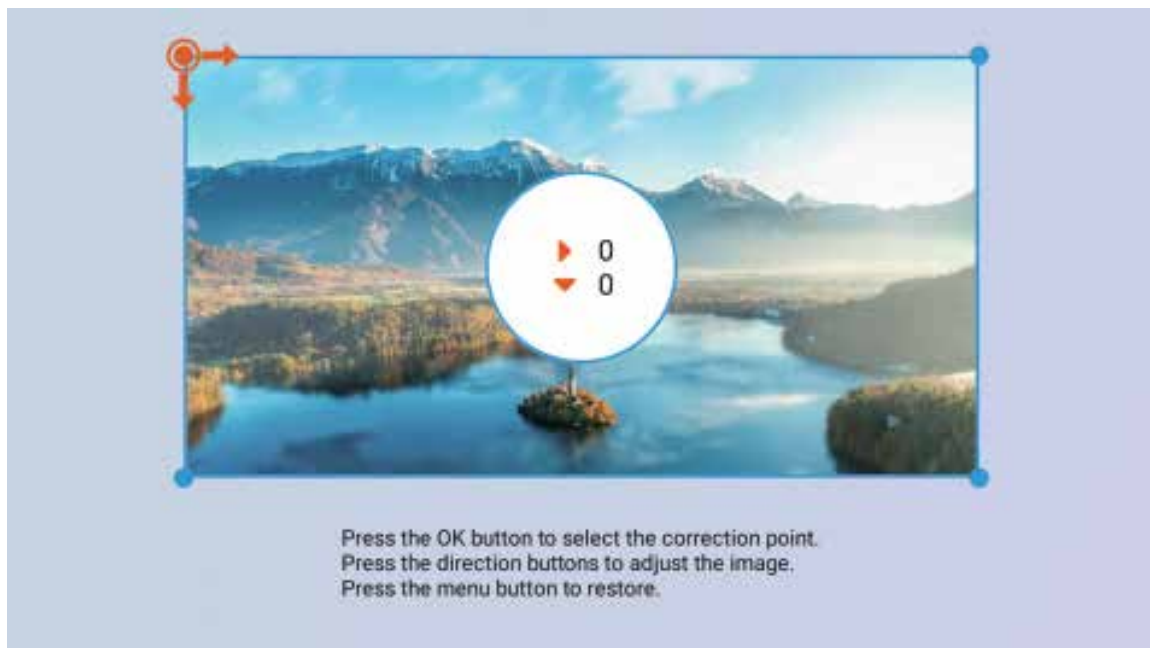 0
0
Press the OK button to select the correction point.
Press the direction buttons to adjust the image.
Press the menu button to restore.